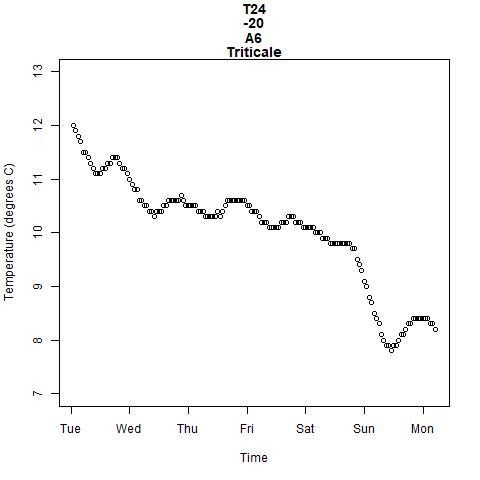 T24
-20
A6
Triticale
Temperature (degrees C)
13
12
11
10
9
8
7
Tue Wed Thu Fri Sat Sun Mon
Time